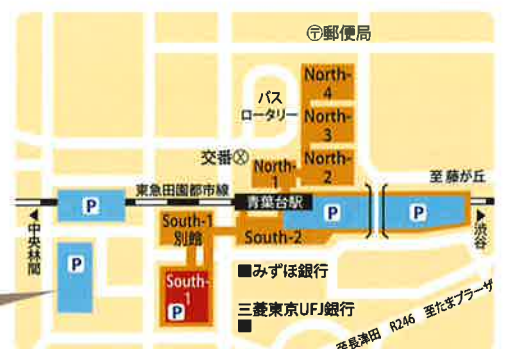 〒郵便局
North-
4
バス
ロータリー
North-
3
交番
North-
1
North-
2
至 藤が丘
東急田園都市線
青葉台駅
P
P
P
中央林間
渋谷
South-1
別館
South-2
P
South-
1
P
■みずほ銀行
三菱東京UFJ銀行
■
至長津田 R246 至たまプラーザ